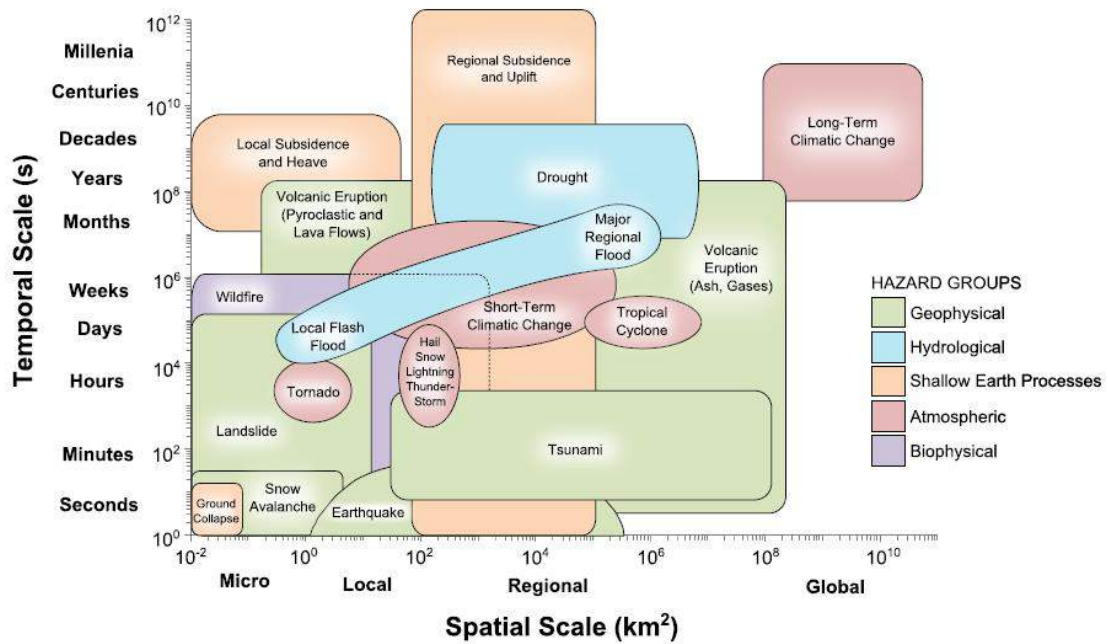 10^12
Millenia
Centuries
10^10
Decades
Years
10^8
Months
10^6
Weeks
Days
10^4
Hours
Minutes
10^2
Seconds
10^0
Temporal Scale (s)
Regional Subsidence
and Uplift
Long-Term
Climatic Change
Local Subsidence
and Heave
Drought
Volcanic Eruption
(Pyroclastic and
Lava Flows)
Major
Regional
Flood
Volcanic
Eruption
(Ash, Gases)
Wildfire
Short-Term
Climatic Change
Tropical
Cyclone
Local Flash
Flood
Hail
Snow
Lightning
Thunder-
Storm
Tornado
Landslide
Tsunami
Snow
Avalanche
Ground
Collapse
Earthquake
HAZARD GROUPS
Geophysical
Hydrological
Shallow Earth Processes
Atmospheric
Biophysical
10^-2 10^0 10^2 10^4 10^6 10^8 10^10
Micro Local Regional Global
Spatial Scale (km²)